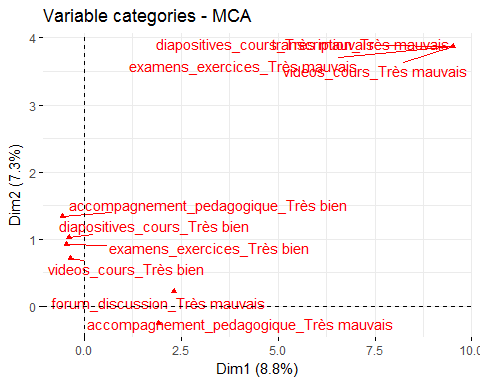 Variable categories - MCA
diapositives_cours_Très mauvais
transcription_Très mauvais
examens_exercices_Très mauvais
videos_cours_Très mauvais
accompagnement_pedagogique_Très bien
diapositives_cours_Très bien
examens_exercices_Très bien
videos_cours_Très bien
forum_discussion_Très mauvais
accompagnement_pedagogique_Très mauvais
4
3
2
1
0
Dim2 (7.3%)
0.0 2.5 5.0 7.5 10.0
Dim1 (8.8%)